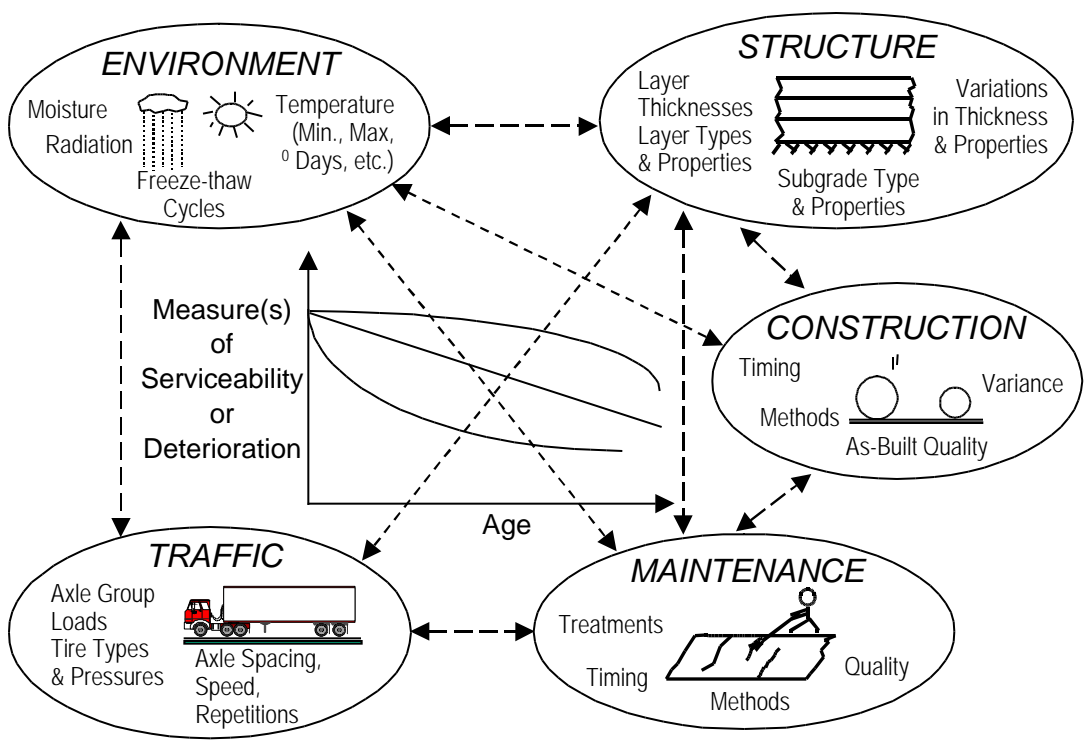 ENVIRONMENT
Moisture
Radiation
Temperature
(Min., Max,
⁰ Days, etc.)
Freeze-thaw
Cycles
STRUCTURE
Layer
Thicknesses
Layer Types
& Properties
Variations
in Thickness
& Properties
Subgrade Type
& Properties
Measure(s)
of
Serviceability
or
Deterioration
Age
CONSTRUCTION
Timing
Variance
Methods
As-Built Quality
TRAFFIC
Axle Group
Loads
Tire Types
& Pressures
Axle Spacing,
Speed,
Repetitions
MAINTENANCE
Treatments
Timing
Quality
Methods